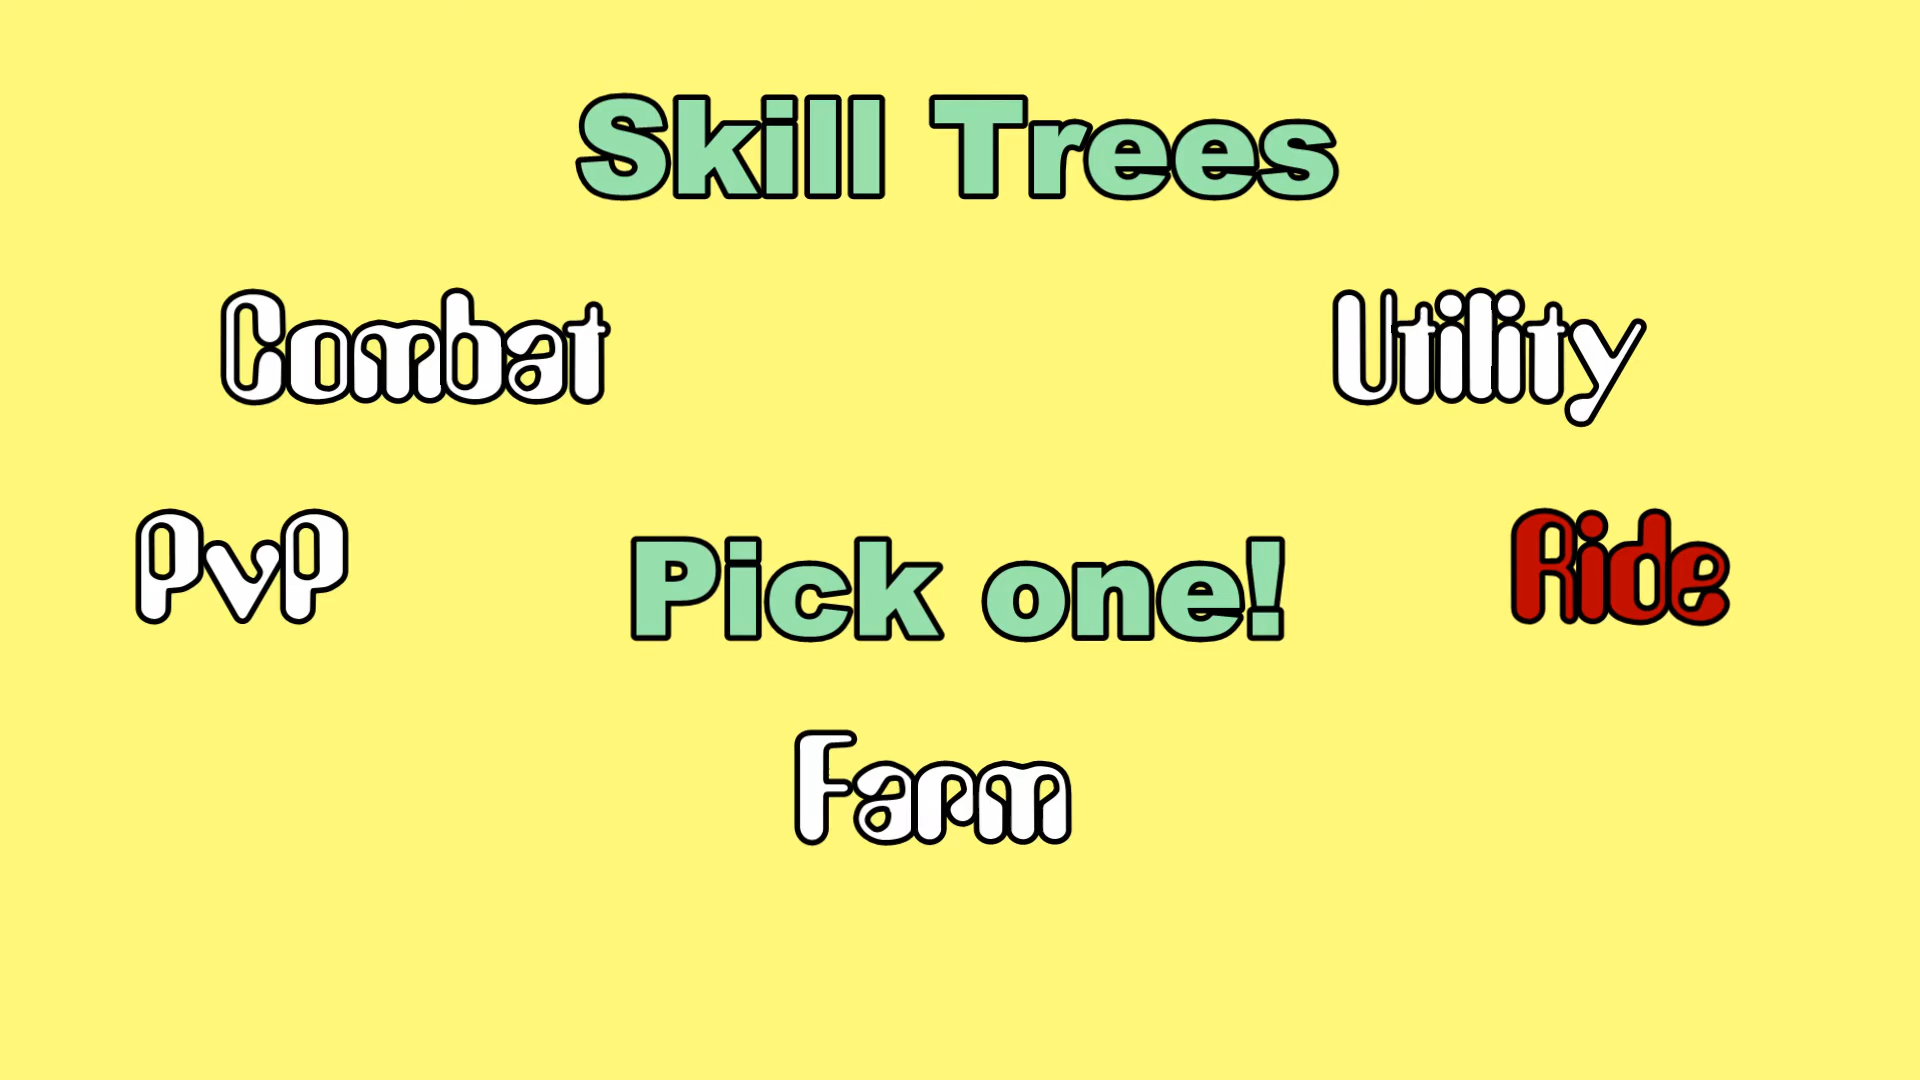 Skill Trees
Combat
Utility
PvP
Pick one!
Ride
Farm